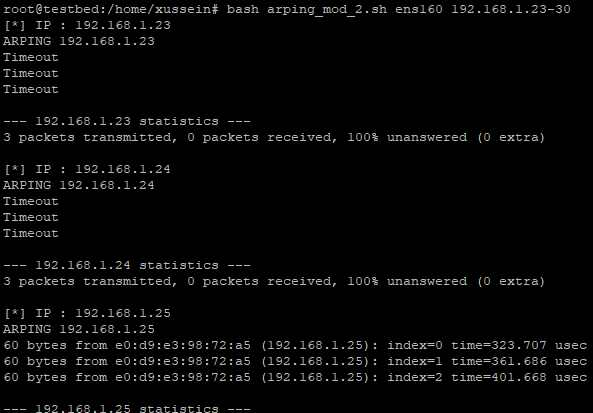 root@testbed:/home/xussein# bash arping_mod_2.sh ens160 192.168.1.23-30
[*] IP : 192.168.1.23
ARPING 192.168.1.23
Timeout
Timeout
Timeout

--- 192.168.1.23 statistics ---
3 packets transmitted, 0 packets received, 100% unanswered (0 extra)

[*] IP : 192.168.1.24
ARPING 192.168.1.24
Timeout
Timeout
Timeout

--- 192.168.1.24 statistics ---
3 packets transmitted, 0 packets received, 100% unanswered (0 extra)

[*] IP : 192.168.1.25
ARPING 192.168.1.25
60 bytes from e0:d9:e3:98:72:a5 (192.168.1.25): index=0 time=323.707 usec
60 bytes from e0:d9:e3:98:72:a5 (192.168.1.25): index=1 time=361.686 usec
60 bytes from e0:d9:e3:98:72:a5 (192.168.1.25): index=2 time=401.668 usec

--- 192.168.1.25 statistics ---